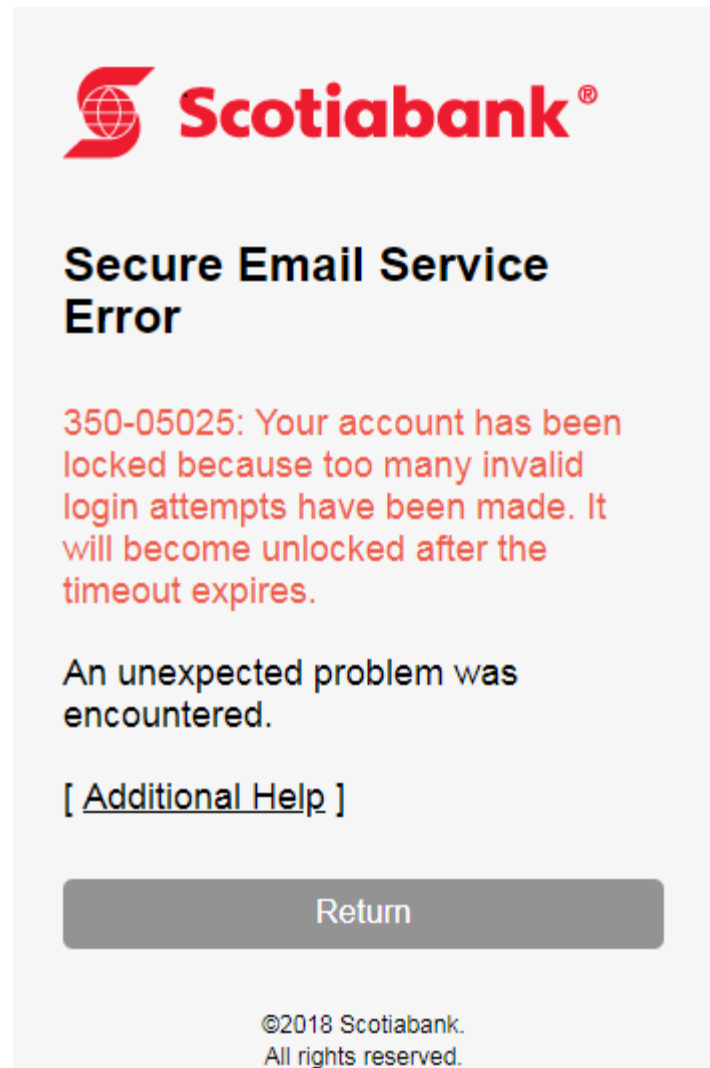 Scotiabank®
Secure Email Service
Error
350-05025: Your account has been
locked because too many invalid
login attempts have been made. It
will become unlocked after the
timeout expires.
An unexpected problem was
encountered.
[ Additional Help ]
Return
©2018 Scotiabank.
All rights reserved.